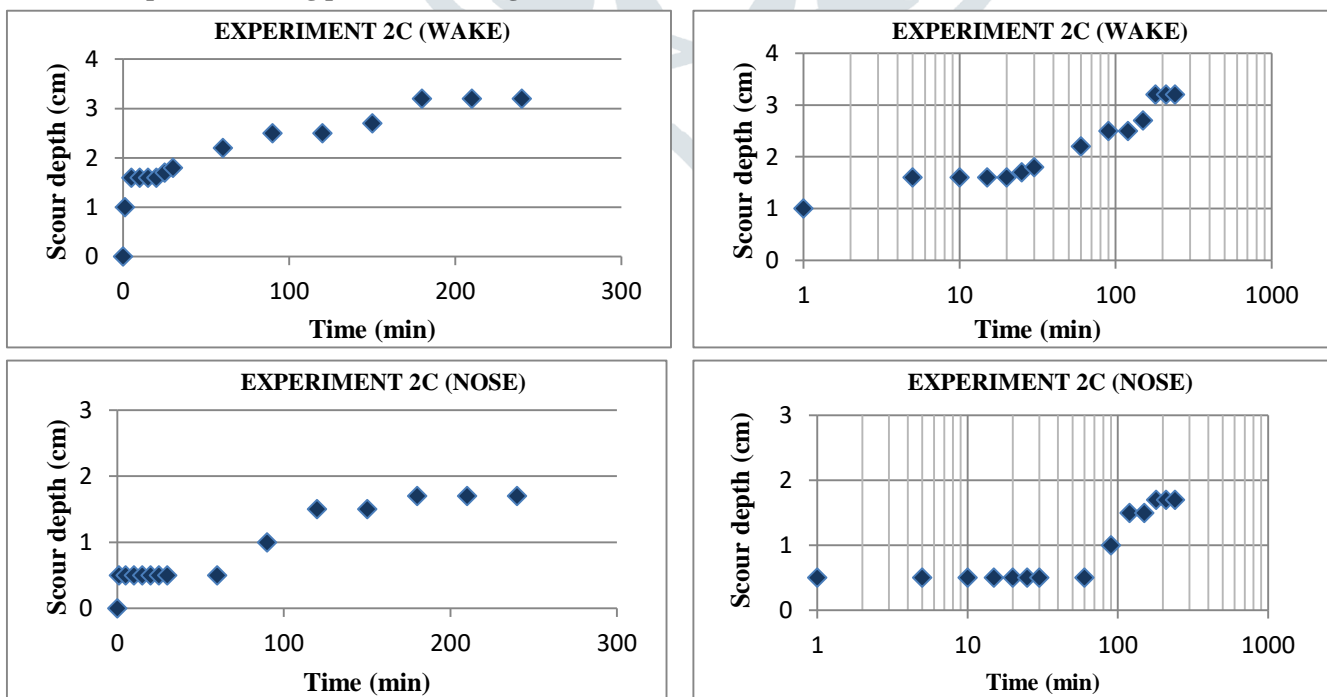 EXPERIMENT 2C (WAKE)
Scour depth (cm)
4
3
2
1
0
0 100 200 300
Time (min)
EXPERIMENT 2C (WAKE)
Scour depth (cm)
4
3
2
1
0
1 10 100 1000
Time (min)
EXPERIMENT 2C (NOSE)
Scour depth (cm)
3
2
1
0
0 100 200 300
Time (min)
EXPERIMENT 2C (NOSE)
Scour depth (cm)
3
2
1
0
1 10 100 1000
Time (min)